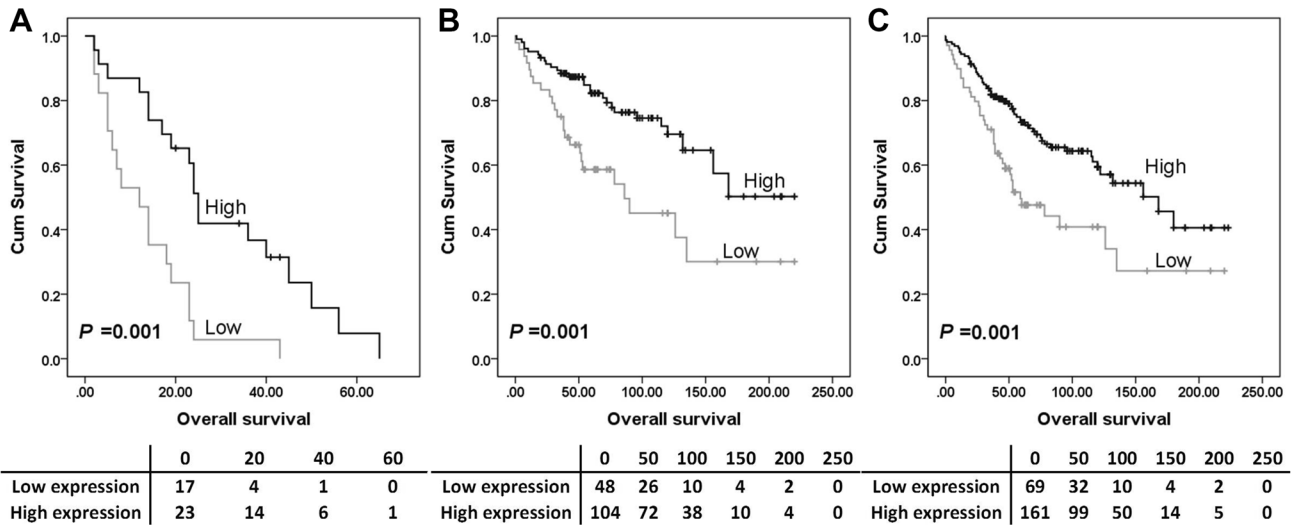 A
Cum Survival
1.0
0.8
0.6
0.4
0.2
0.0
High
Low
P =0.001
.00 20.00 40.00 60.00
Overall survival
0 20 40 60
Low expression 17 4 1 0
High expression 23 14 6 1
B
Cum Survival
1.0
0.8
0.6
0.4
0.2
0.0
High
Low
P =0.001
.00 50.00 100.00 150.00 200.00 250.00
Overall survival
0 50 100 150 200 250
Low expression 48 26 10 4 2 0
High expression 104 72 38 10 4 0
C
Cum Survival
1.0
0.8
0.6
0.4
0.2
0.0
High
Low
P =0.001
.00 50.00 100.00 150.00 200.00 250.00
Overall survival
0 50 100 150 200 250
Low expression 69 32 10 4 2 0
High expression 161 99 50 14 5 0